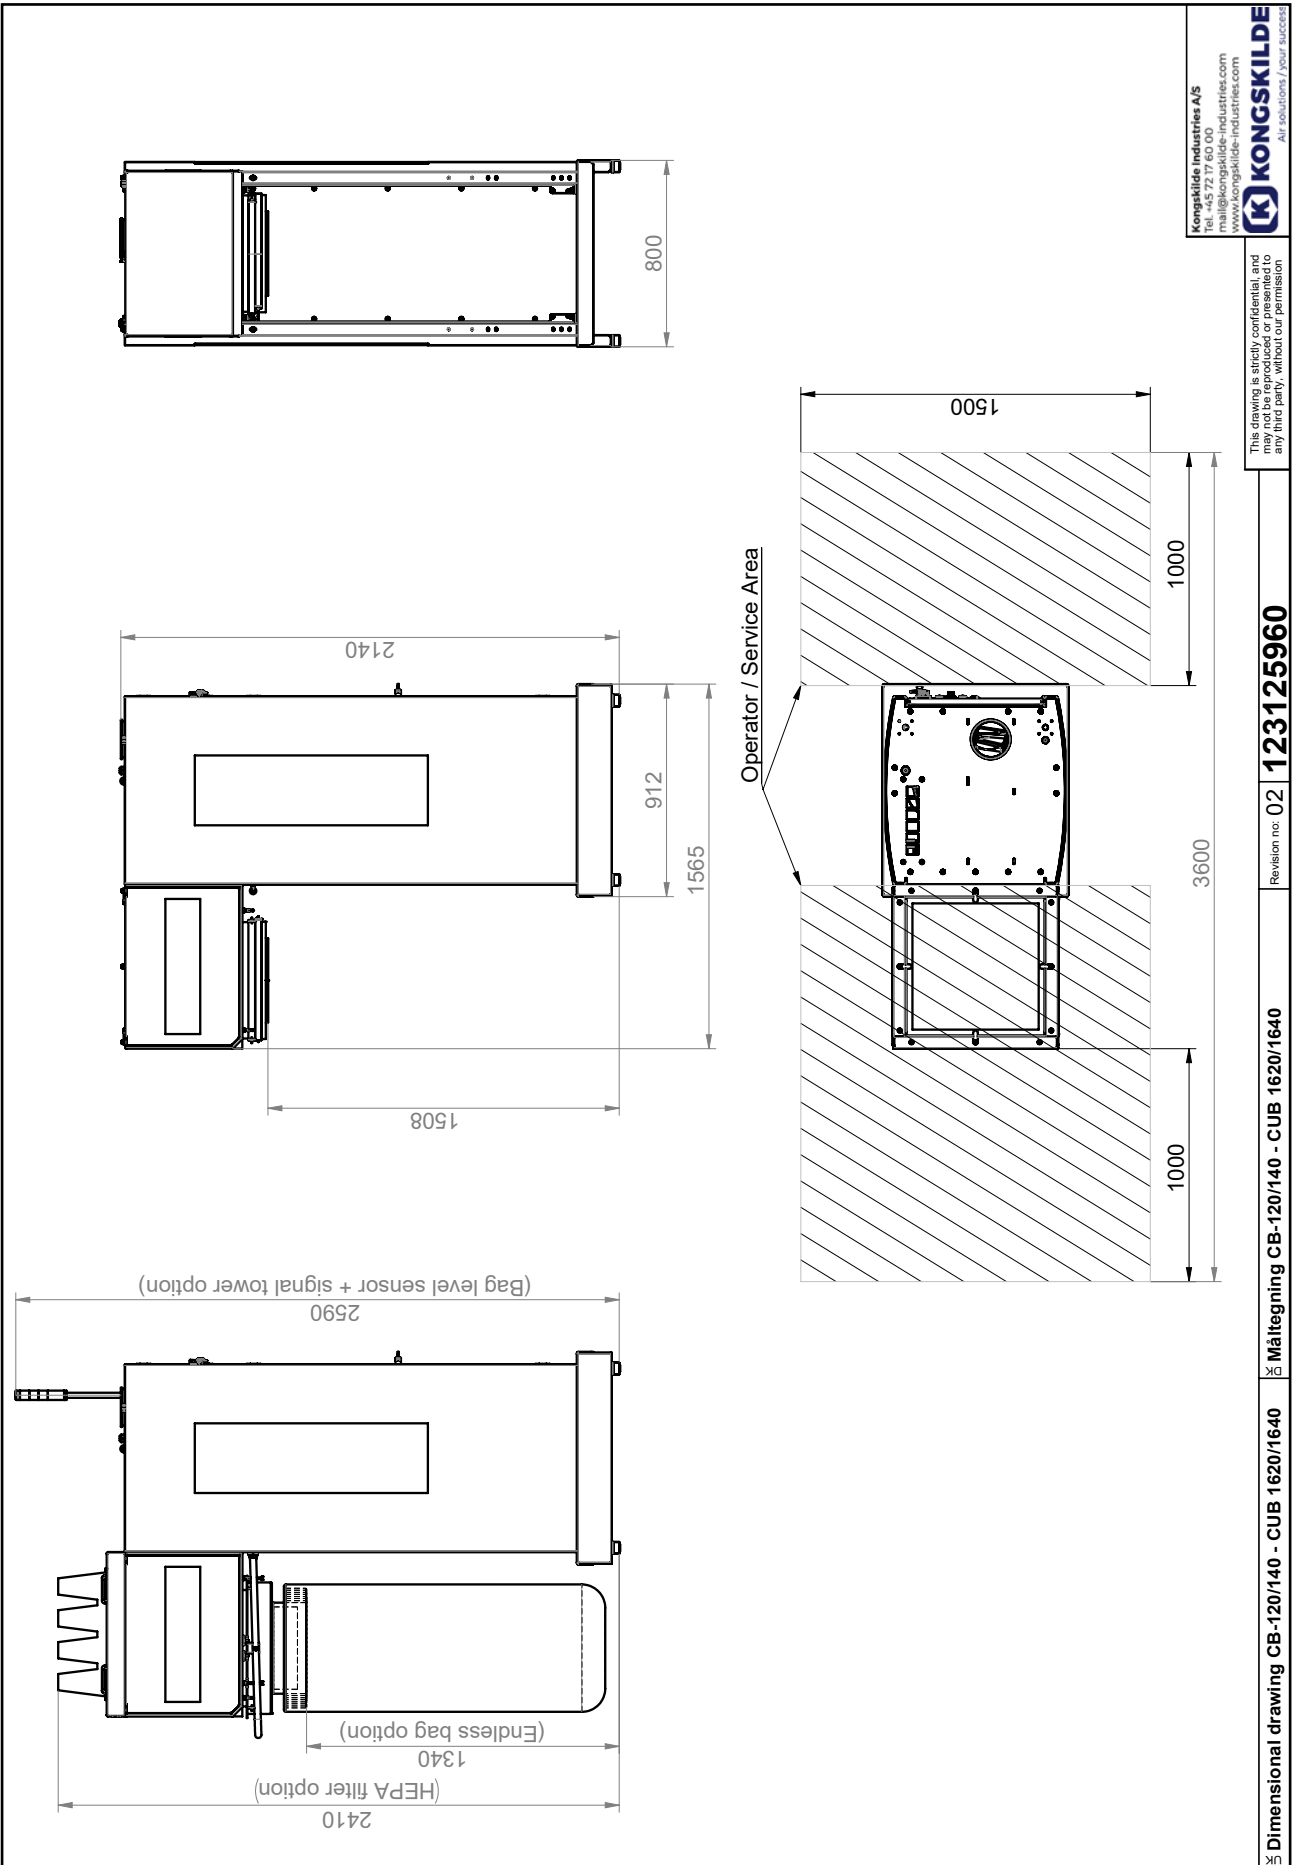 Kongskilde Industries A/S
Tel. +45 72 17 60 00
mail@kongskilde-industries.com
www.kongskilde-industries.com
KONGSKILDE
Air solutions / your success
This drawing is strictly confidential, and
may not be reproduced or presented to
any third party, without our permission
123125960
Revision no: 02
DK Måltegning CB-120/140 - CUB 1620/1640
UK Dimensional drawing CB-120/140 - CUB 1620/1640
800
2140
912
1565
1508
2590
(Bag level sensor + signal tower option)
1340
(Endless bag option)
2410
(HEPA filter option)
Operator / Service Area
1500
1000
3600
1000